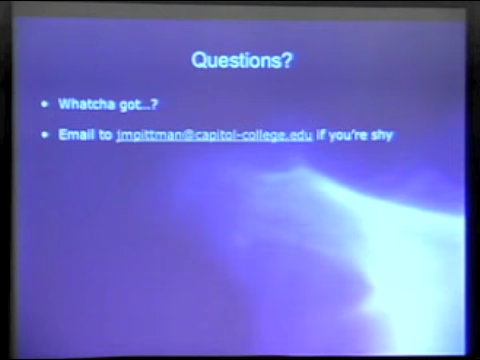 Questions?
Whatcha got...?
Email to jmpittman@capitol-college.edu if you're shy